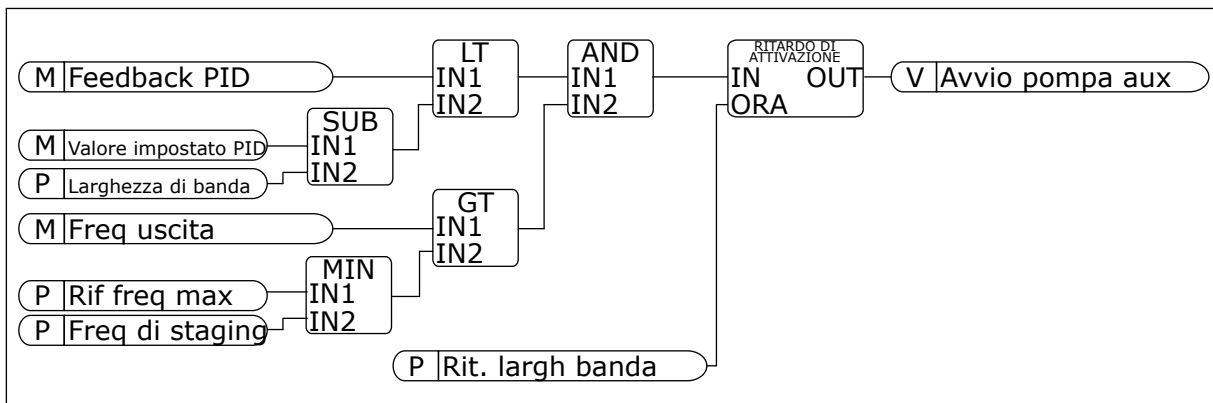 LT
IN1
IN2
AND
IN1
IN2
RITARDO DI
ATTIVAZIONE
IN OUT
ORA
M Feedback PID
V Avvio pompa aux
SUB
IN1
IN2
M Valore impostato PID
P Larghezza di banda
GT
IN1
IN2
M Freq uscita
MIN
IN1
IN2
P Rif freq max
P Freq di staging
P Rit. largh banda